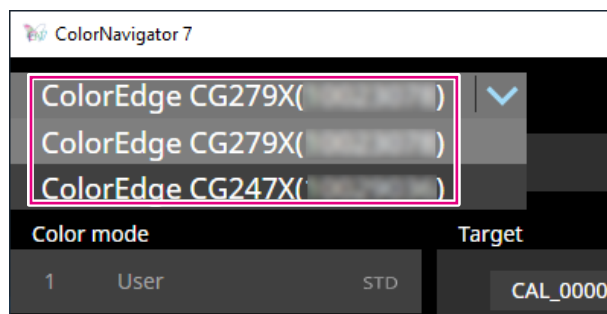 ColorNavigator 7
ColorEdge CG279X( )
ColorEdge CG279X( )
ColorEdge CG247X( )
Color mode Target
1 User STD CAL_0000